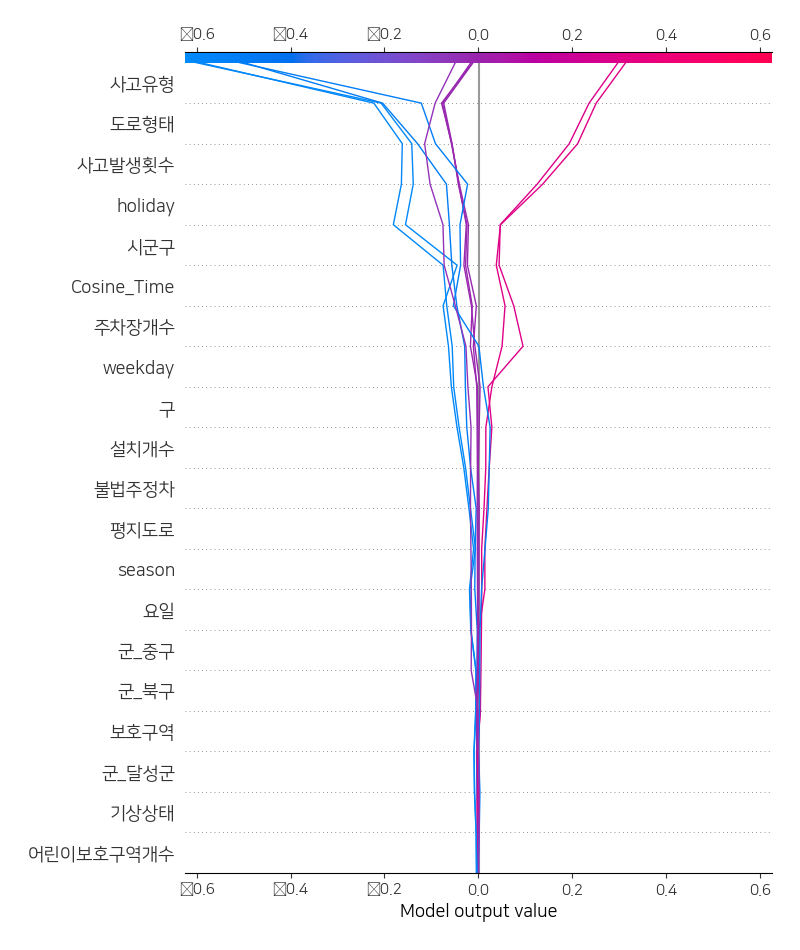 ☒0.6 ☒0.4 ☒0.2 0.0 0.2 0.4 0.6
사고유형
도로형태
사고발생횟수
holiday
시군구
Cosine_Time
주차장개수
weekday
구
설치개수
불법주정차
평지도로
season
요일
군_중구
군_북구
보호구역
군_달성군
기상상태
어린이보호구역개수
☒0.6 ☒0.4 ☒0.2 0.0 0.2 0.4 0.6
Model output value